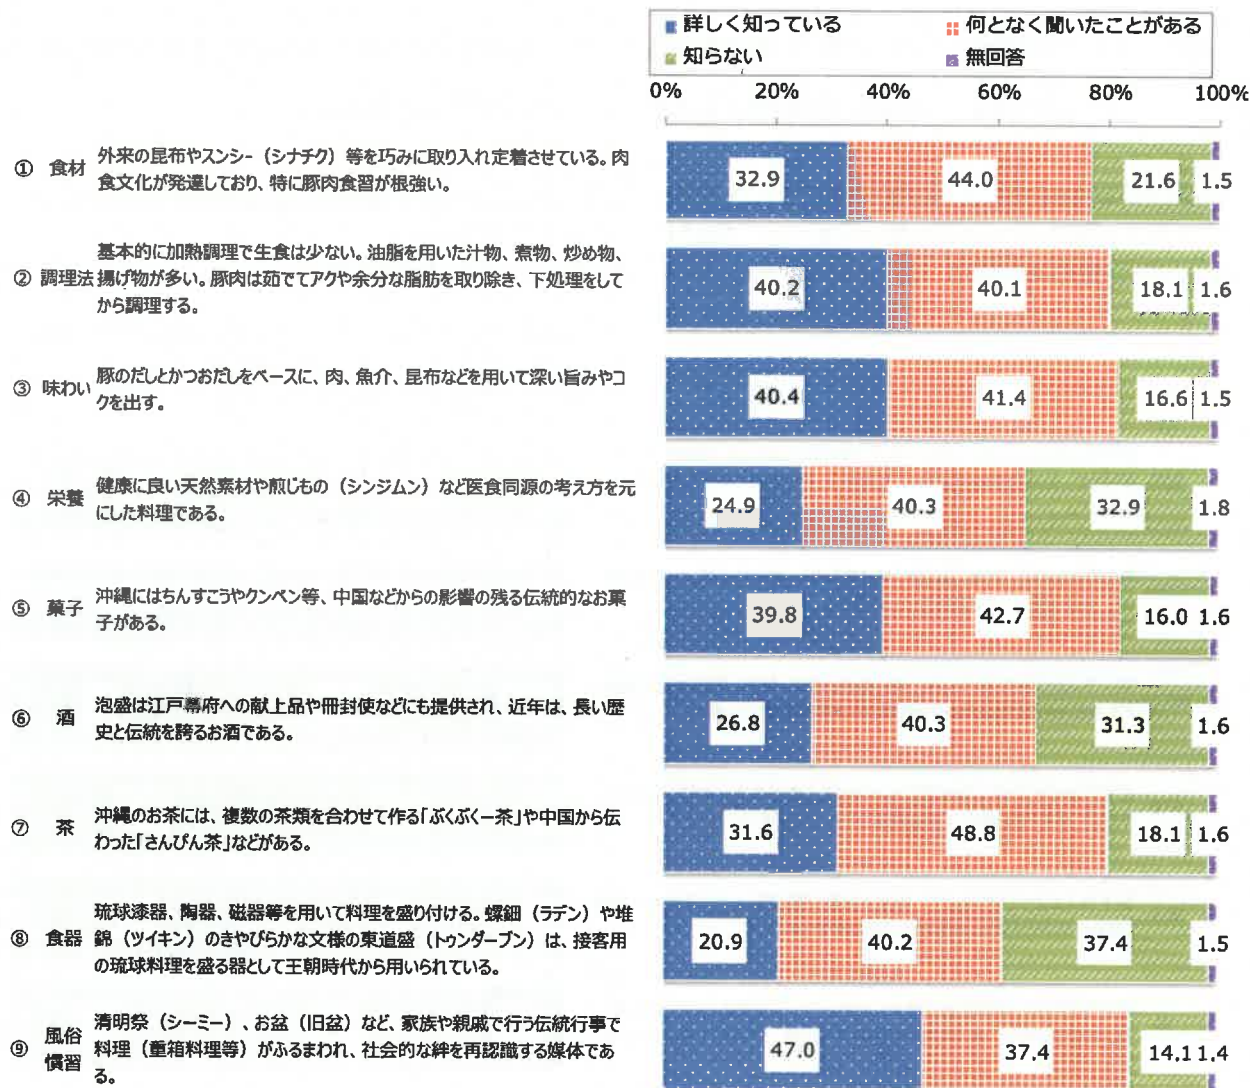 詳しく知っている 何となく聞いたことがある
知らない 無回答
0% 20% 40% 60% 80% 100%
① 食材
外来の昆布やスンシー（シナチク）等を巧みに取り入れ定着させている。肉
食文化が発達しており、特に豚肉食習が根強い。
32.9 44.0 21.6 1.5
② 調理法
基本的に加熱調理で生食は少ない。油脂を用いた汁物、煮物、炒め物、
揚げ物が多い。豚肉は茹でてアクや余分な脂肪を取り除き、下処理をして
から調理する。
40.2 40.1 18.1 1.6
③ 味わい
豚のだしとかつおだしをベースに、肉、魚介、昆布などを用いて深い旨みやコ
クを出す。
40.4 41.4 16.6 1.5
④ 栄養
健康に良い天然素材や煎じもの（シンジムン）など医食同源の考え方を元
にした料理である。
24.9 40.3 32.9 1.8
⑤ 菓子
沖縄にはちんすこうやクンペン等、中国などからの影響の残る伝統的なお菓
子がある。
39.8 42.7 16.0 1.6
⑥ 酒
泡盛は江戸幕府への献上品や冊封使などにも提供され、近年は、長い歴
史と伝統を誇るお酒である。
26.8 40.3 31.3 1.6
⑦ 茶
沖縄のお茶には、複数の茶類を合わせて作る「ぶくぶくー茶」や中国から伝
わった「さんぴん茶」などがある。
31.6 48.8 18.1 1.6
⑧ 食器
琉球漆器、陶器、磁器等を用いて料理を盛り付ける。螺鈿（ラデン）や堆
錦（ツイキン）のきやびらかな文様の東道盛（トゥンダーブン）は、接客用
の琉球料理を盛る器として王朝時代から用いられている。
20.9 40.2 37.4 1.5
⑨ 風俗
慣習
清明祭（シーミー）、お盆（旧盆）など、家族や親戚で行う伝統行事で
料理（重箱料理等）がふるまわれ、社会的な絆を再認識する媒体であ
る。
47.0 37.4 14.1 1.4